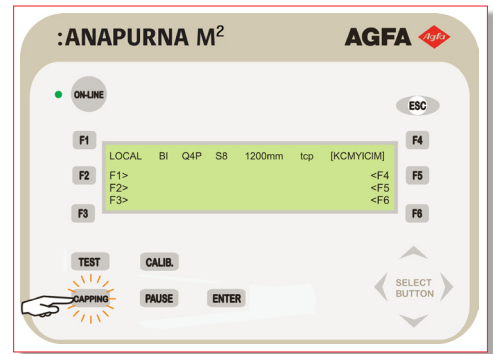 :ANAPURNA M²
AGFA Agfa
ON-LINE
ESC
F1
F4
LOCAL BI Q4P S8 1200mm tcp [KCMYlClM]
F2
F1>
<F4
F5
F2>
<F5
F3>
<F6
F3
F6
TEST
CALIB.
SELECT
BUTTON
CAPPING
PAUSE
ENTER